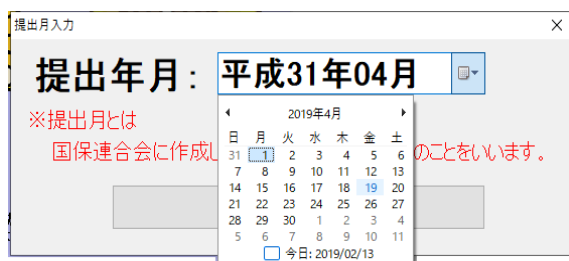 提出月入力
提出年月: 平成31年04月
※提出月とは
国保連合会に作成し
のことをいいます。
2019年4月
日 月 火 水 木 金 土
31 1 2 3 4 5 6
7 8 9 10 11 12 13
14 15 16 17 18 19 20
21 22 23 24 25 26 27
28 29 30 1 2 3 4
5 6 7 8 9 10 11
今日: 2019/02/13